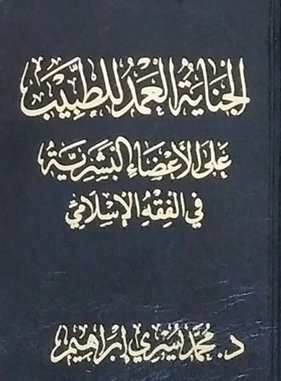 الجناية العمد للطبيب
على الأعضاء البشرية
في الفقه الإسلامي
د. محمد يسري إبراهيم